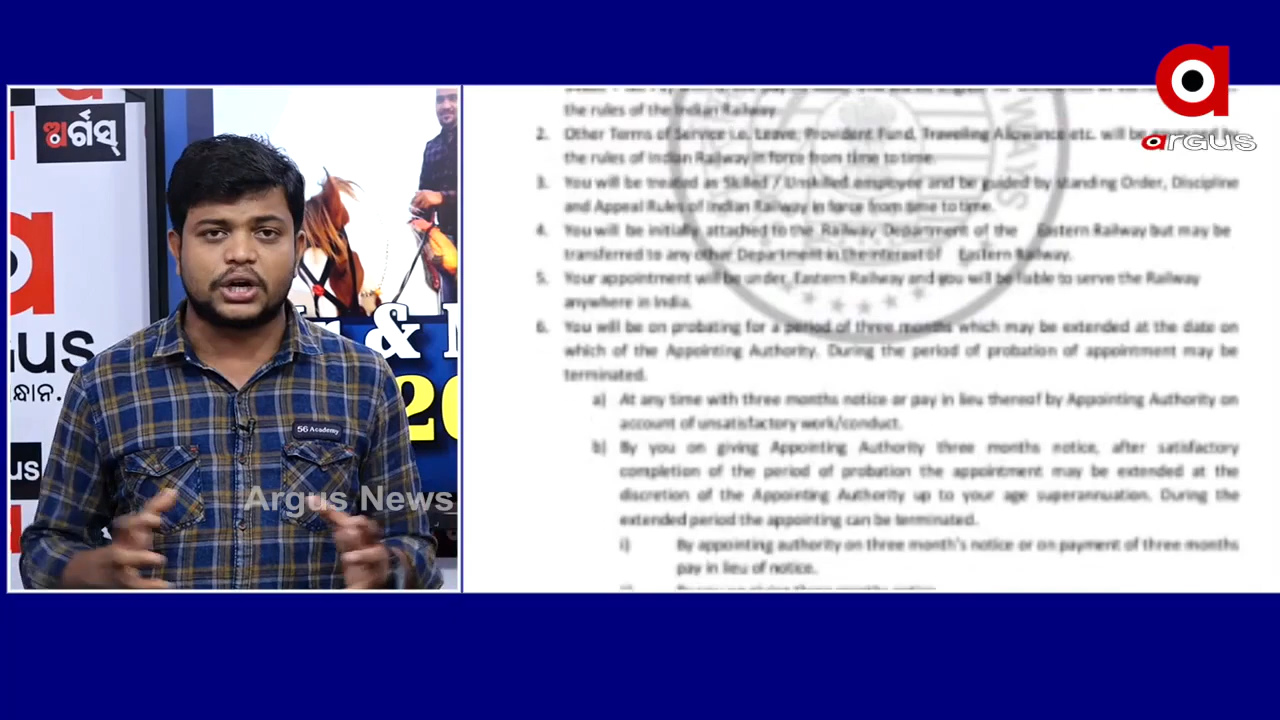 argus
ଅର୍ଗସ୍
gus
ନ୍ଧାନ.
us
& M
20
56 Academy
Argus News
WAYS
the rules of the Indian Railway
2. Other Terms of Service i.e. Leave, Provident Fund, Travelling Allowance etc. will be
the rules of Indian Railway in force from time to time.
3. You will be treated as Skilled / Unskilled employee and be guided by standing Order, Discipline
and Appeal Rules of Indian Railway in force from time to time.
4. You will be initially attached to the Railway Department of the Eastern Railway but may be
transferred to any other Department in the interest of Eastern Railway.
5. Your appointment will be under, Eastern Railway and you will be liable to serve the Railway
anywhere in India.
6. You will be on probating for a period of three months which may be extended at the date on
which of the Appointing Authority. During the period of probation of appointment may be
terminated.
a) At any time with three months notice or pay in lieu thereof by Appointing Authority on
account of unsatisfactory work/conduct.
b) By you on giving Appointing Authority three months notice, after satisfactory
completion of the period of probation the appointment may be extended at the
discretion of the Appointing Authority up to your age superannuation. During the
extended period the appointing can be terminated.
i) By appointing authority on three month's notice or on payment of three months
pay in lieu of notice.